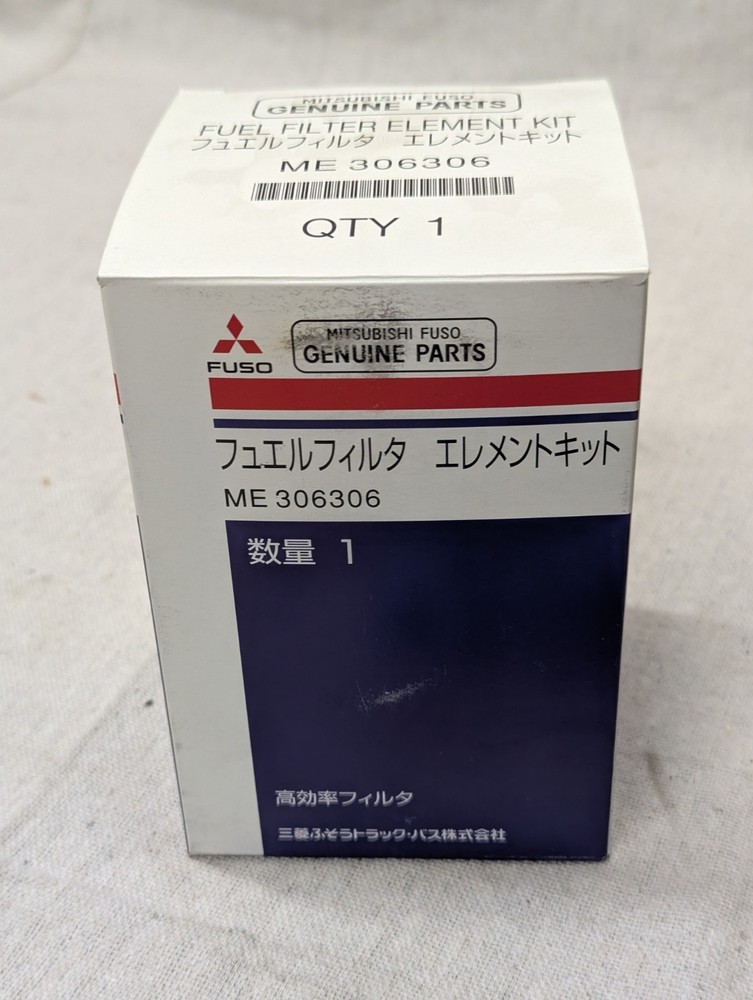 MITSUBISHI FUSO
GENUINE PARTS
FUEL FILTER ELEMENT KIT
フュエルフィルタ エレメントキット
ME 306306
QTY 1
FUSO
MITSUBISHI FUSO
GENUINE PARTS
フュエルフィルタ エレメントキット
ME 306306
数量 1
高効率フィルタ
三菱ふそうトラック・バス株式会社